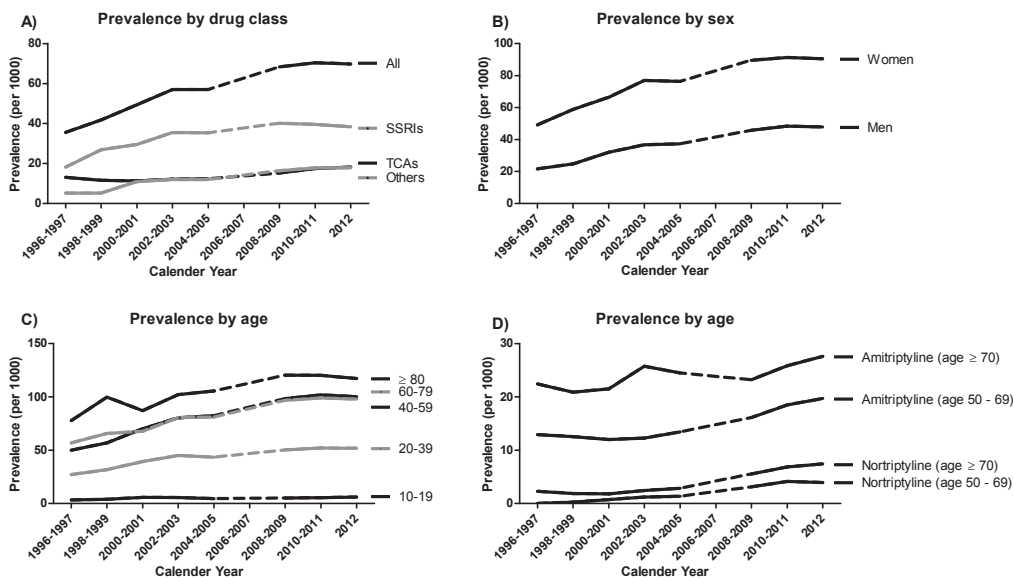 A)
Prevalence by drug class
Prevalence (per 1000)
80
60
40
20
0
All
SSRIs
TCAs
Others
1996-1997
1998-1999
2000-2001
2002-2003
2004-2005
2006-2007
2008-2009
2010-2011
2012
Calender Year
B)
Prevalence by sex
Prevalence (per 1000)
100
80
60
40
20
0
Women
Men
1996-1997
1998-1999
2000-2001
2002-2003
2004-2005
2006-2007
2008-2009
2010-2011
2012
Calender Year
C)
Prevalence by age
Prevalence (per 1000)
150
100
50
0
≥ 80
60-79
40-59
20-39
10-19
1996-1997
1998-1999
2000-2001
2002-2003
2004-2005
2006-2007
2008-2009
2010-2011
2012
Calender Year
D)
Prevalence by age
Prevalence (per 1000)
30
20
10
0
Amitriptyline (age ≥ 70)
Amitriptyline (age 50 - 69)
Nortriptyline (age ≥ 70)
Nortriptyline (age 50 - 69)
1996-1997
1998-1999
2000-2001
2002-2003
2004-2005
2006-2007
2008-2009
2010-2011
2012
Calender Year